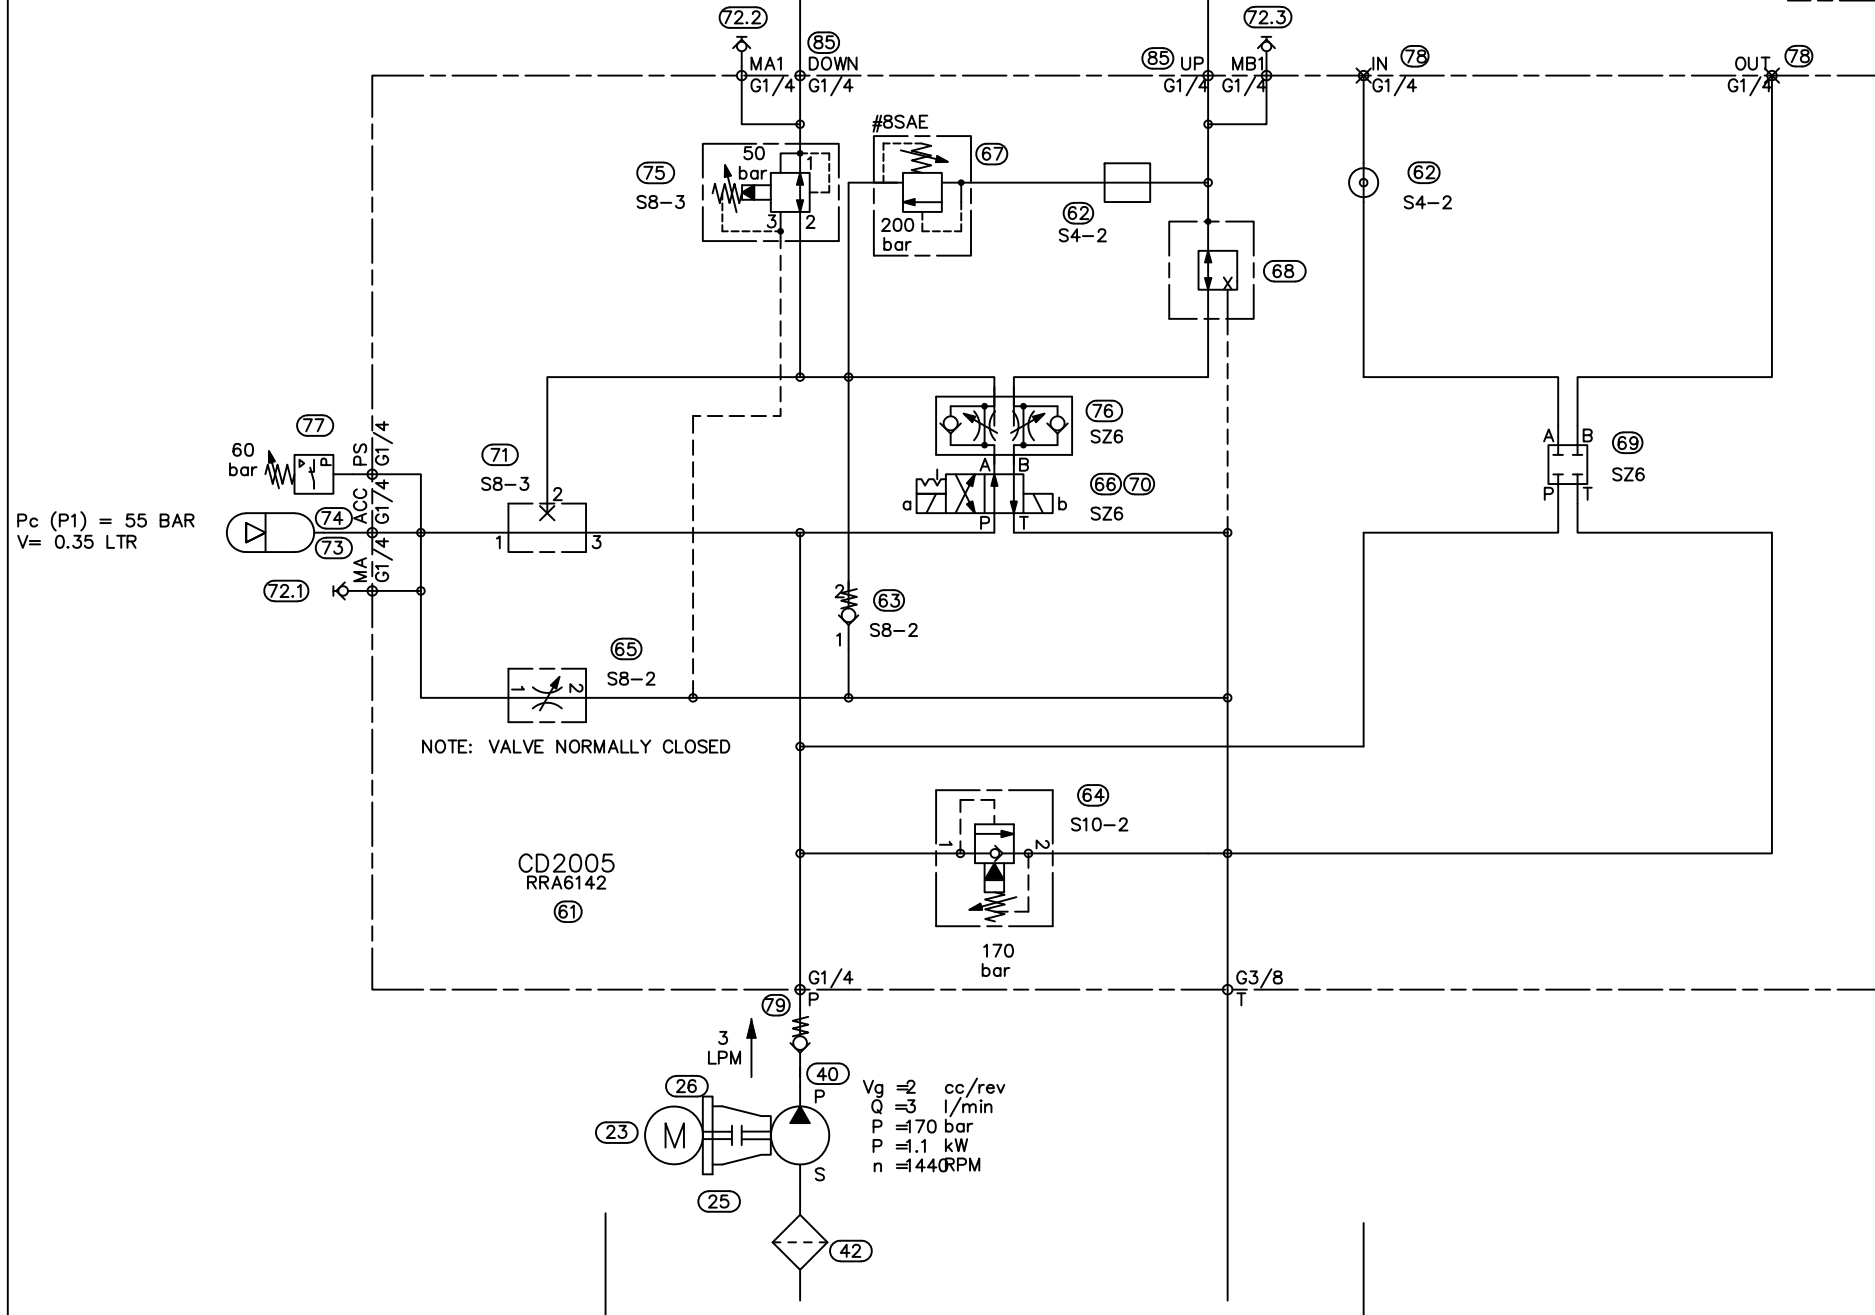 72.2
72.3
85
MA1
DOWN
G1/4
G1/4
85
UP
MB1
G1/4
G1/4
IN
78
G1/4
OUT
78
G1/4
#8SAE
75
S8-3
50
bar
1
3
2
67
200
bar
62
S4-2
62
S4-2
68
X
77
60
bar
P
PS
G1/4
71
S8-3
2
1
3
76
SZ6
A
B
a
b
P
T
66
70
SZ6
A
B
69
SZ6
P
T
Pc (P1) = 55 BAR
V= 0.35 LTR
74
73
ACC
G1/4
72.1
MA
G1/4
2
63
S8-2
1
65
S8-2
1
2
NOTE: VALVE NORMALLY CLOSED
64
S10-2
1
2
170
bar
CD2005
RRA6142
61
G1/4
P
G3/8
T
79
3
LPM
40
P
26
23
M
25
S
Vg =2 cc/rev
Q =3 l/min
P =170 bar
P =1.1 kW
n =1440RPM
42